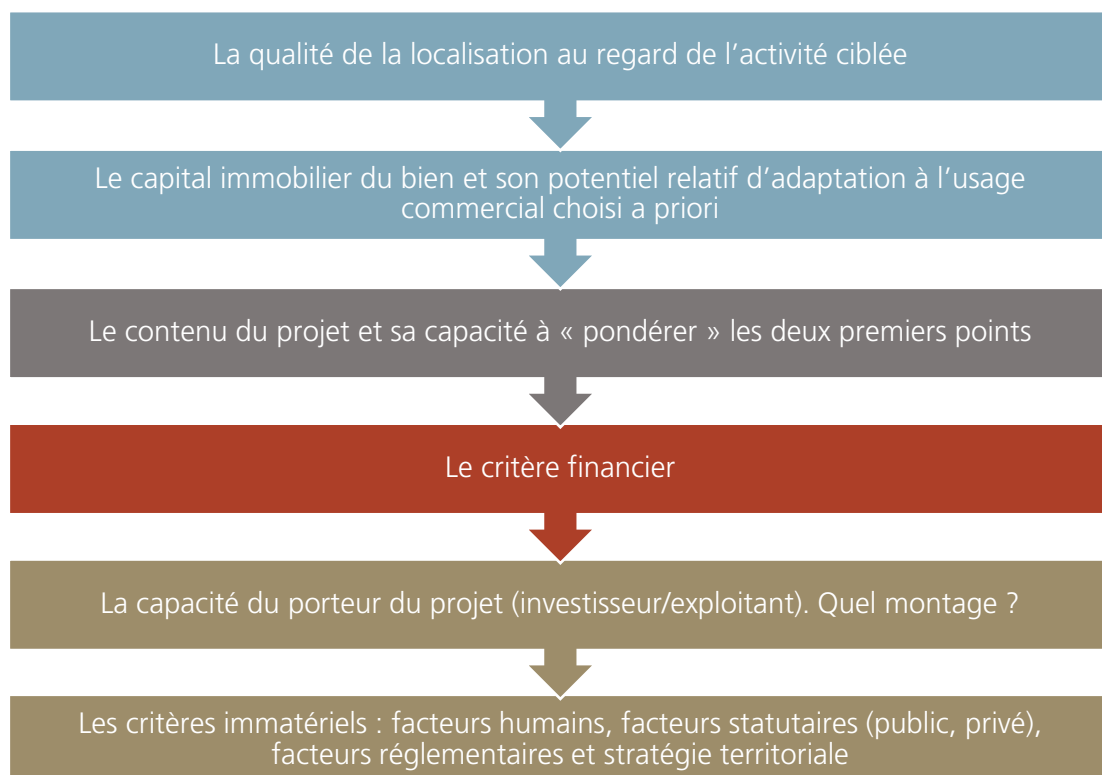 La qualité de la localisation au regard de l’activité ciblée
Le capital immobilier du bien et son potentiel relatif d’adaptation à l’usage
commercial choisi a priori
Le contenu du projet et sa capacité à « pondérer » les deux premiers points
Le critère financier
La capacité du porteur du projet (investisseur/exploitant). Quel montage ?
Les critères immatériels : facteurs humains, facteurs statutaires (public, privé),
facteurs réglementaires et stratégie territoriale